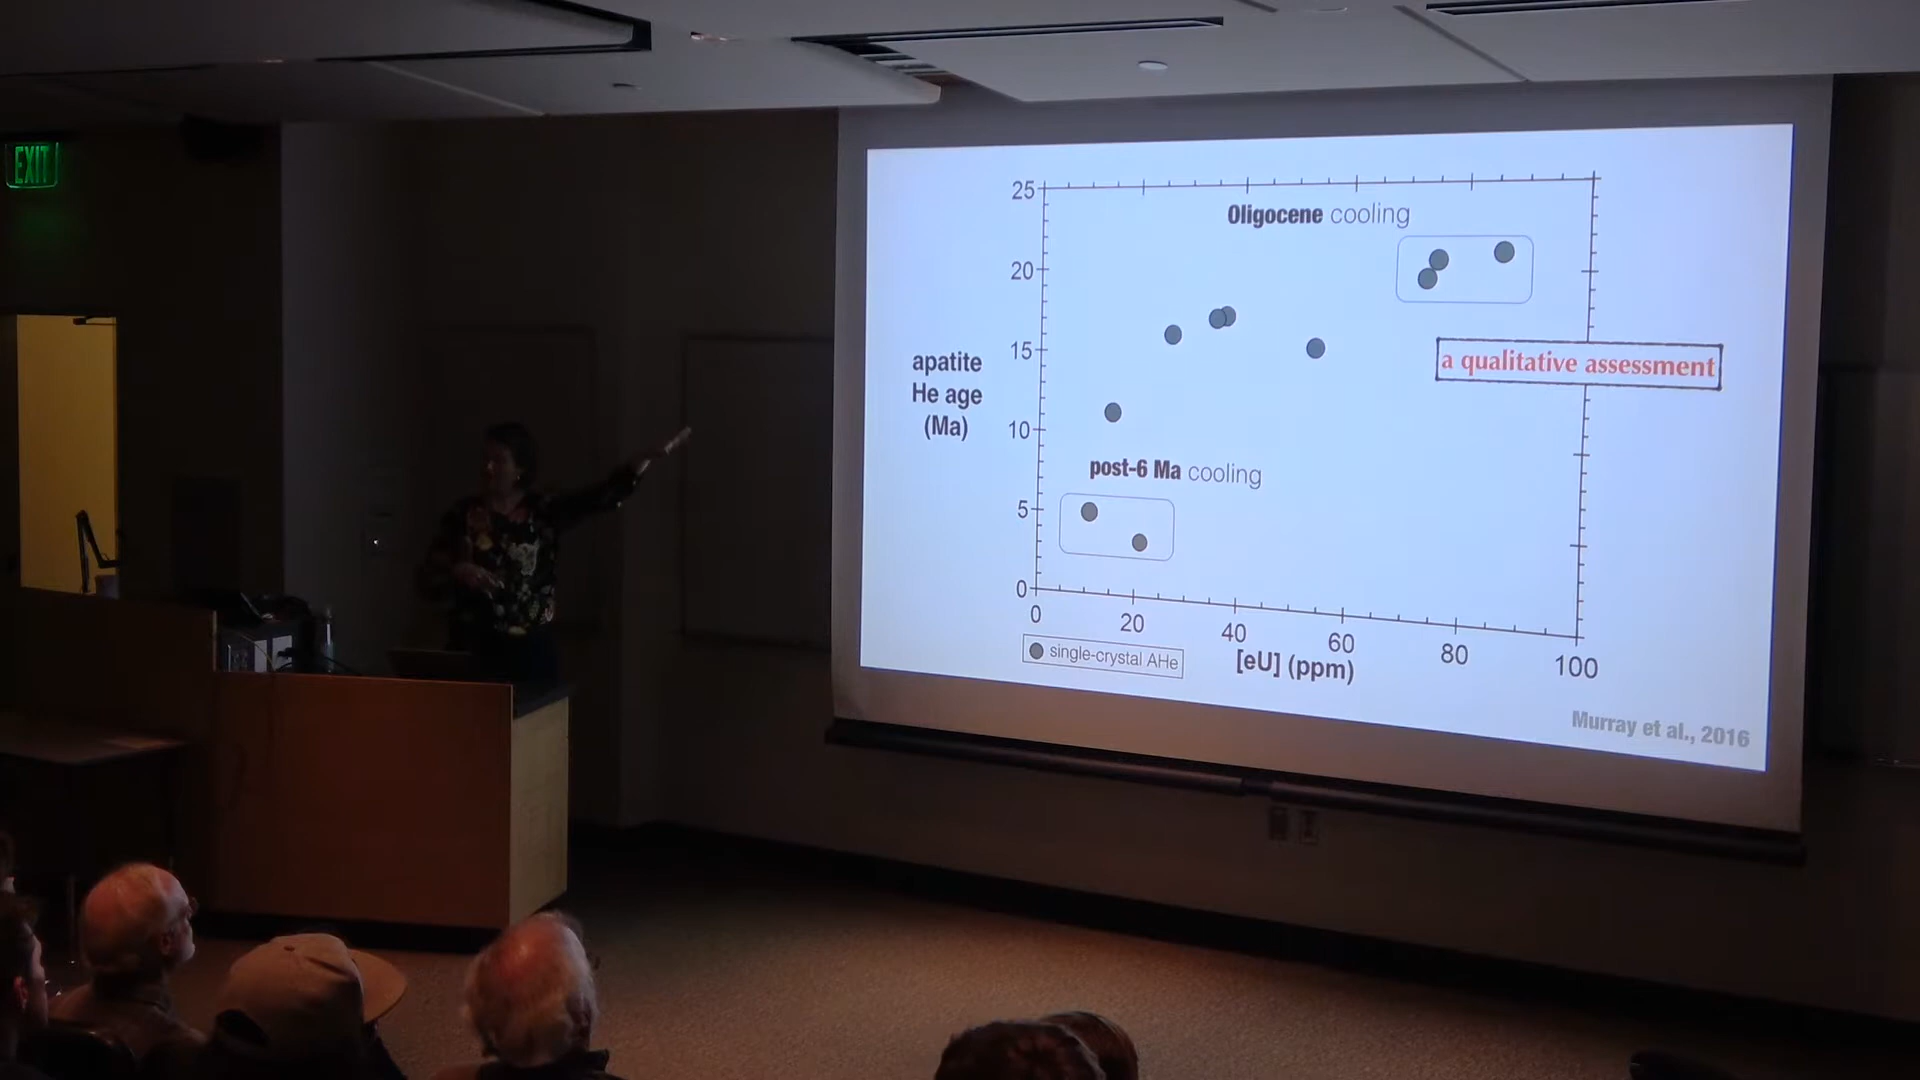 EXIT
25
20
15
10
5
0
apatite
He age
(Ma)
Oligocene cooling
a qualitative assessment
post-6 Ma cooling
0
20
40
60
80
100
[eU] (ppm)
single-crystal AHe
Murray et al., 2016